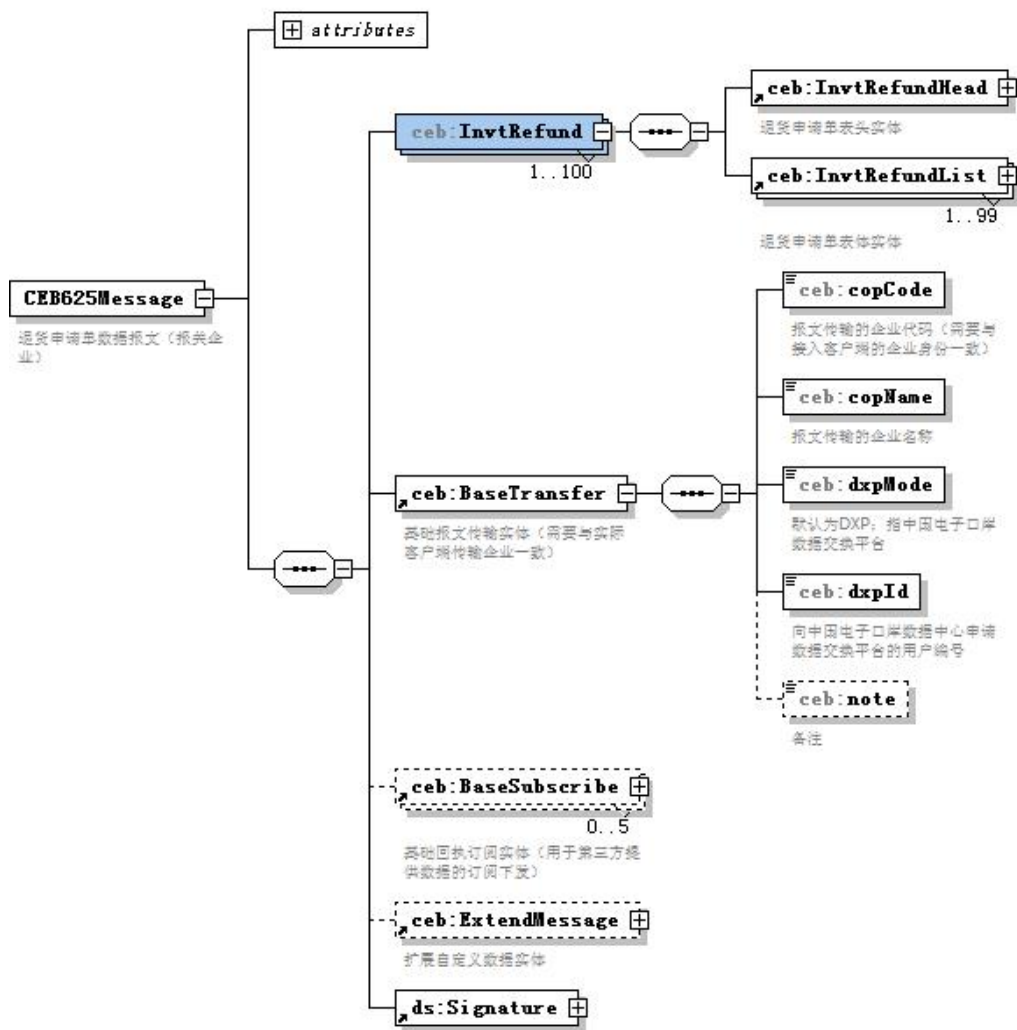 attributes
ceb:InvtRefundHead
退货申请单表头实体
ceb:InvtRefund
1..100
ceb:InvtRefundList
1..99
退货申请单表体实体
CEB625Message
退货申请单数据报文（报关企
业）
ceb:copCode
报文传输的企业代码（需要与
接入客户端的企业身份一致）
ceb:copName
报文传输的企业名称
ceb:BaseTransfer
基础报文传输实体（需要与实际
客户端传输企业一致）
ceb:dxpMode
默认为DXP；指中国电子口岸
数据交换平台
ceb:dxpId
向中国电子口岸数据中心申请
数据交换平台的用户编号
ceb:note
备注
ceb:BaseSubscribe
0..5
基础回执订阅实体（用于第三方提
供数据的订阅下发）
ceb:ExtendMessage
扩展自定义数据实体
ds:Signature